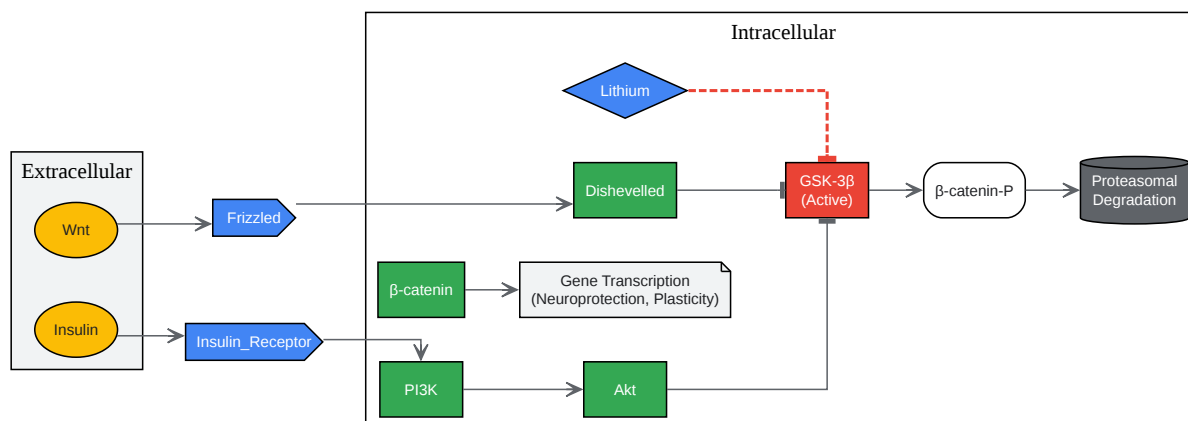 Intracellular
Lithium
Extracellular
Wnt
Frizzled
Dishevelled
GSK-3β
(Active)
β-catenin-P
Proteasomal
Degradation
β-catenin
Gene Transcription
(Neuroprotection, Plasticity)
Insulin
Insulin_Receptor
PI3K
Akt